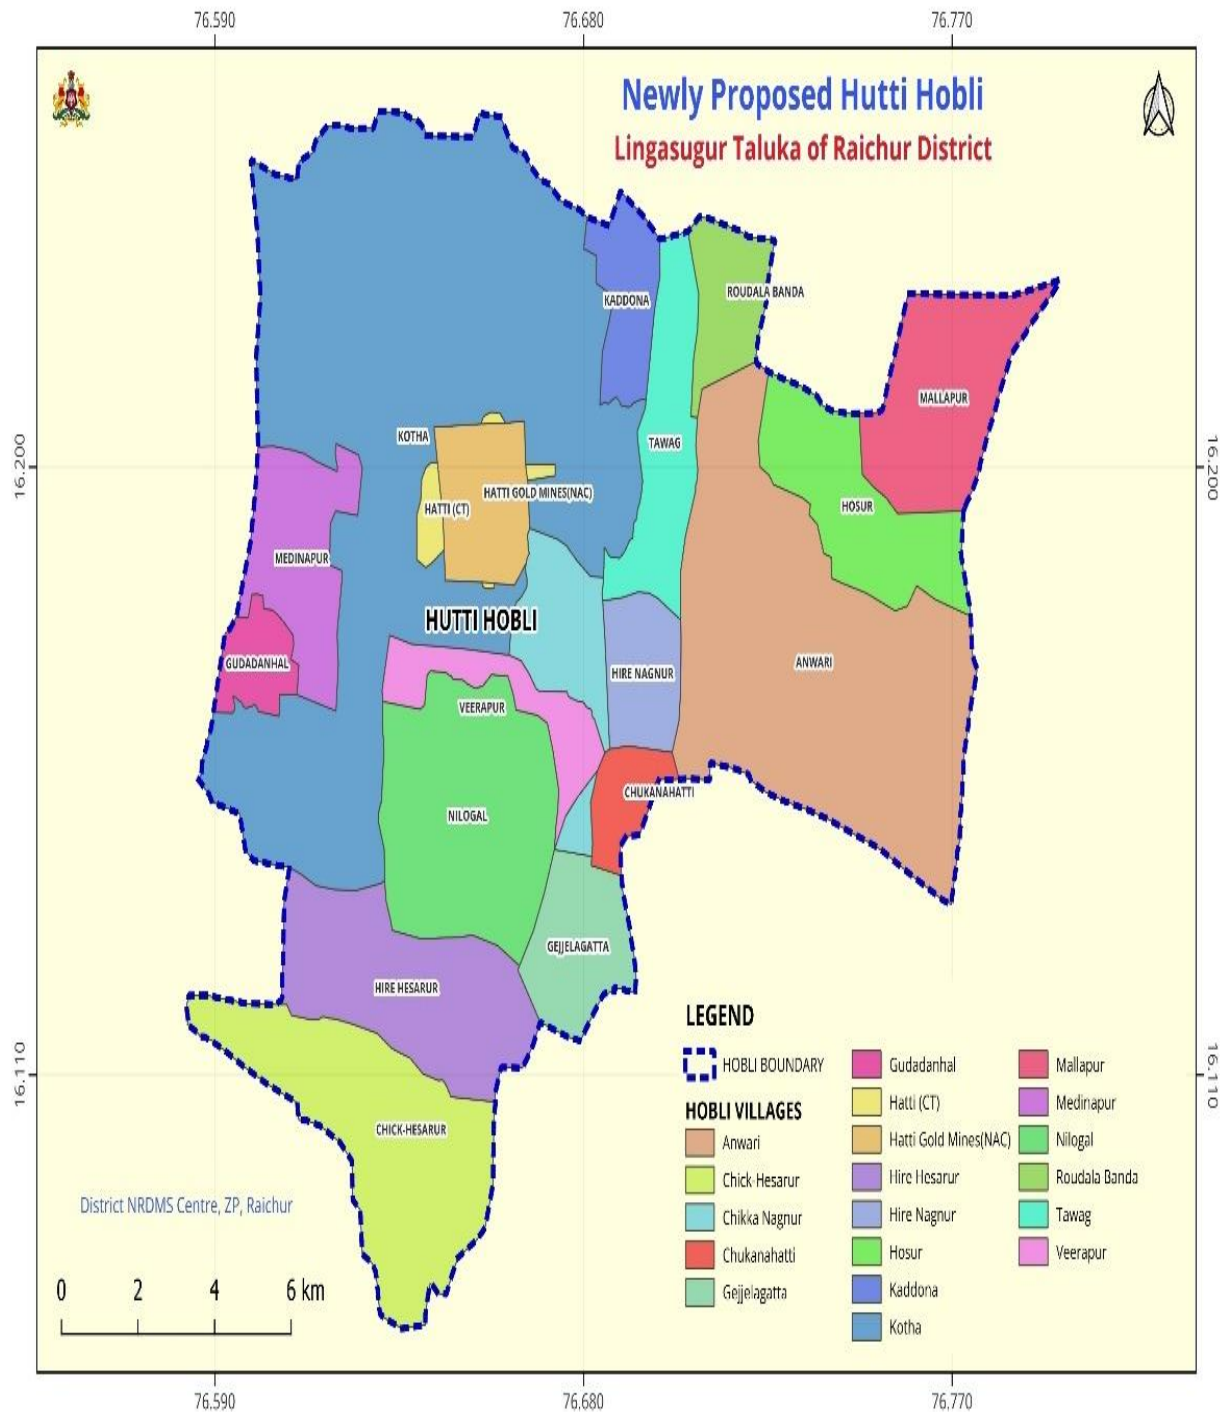 76.590 76.680 76.770
Newly Proposed Hutti Hobli
Lingasugur Taluka of Raichur District
KADDONA
ROUDALA BANDA
MALLAPUR
KOTHA
TAWAG
16.200 16.200
HATTI GOLD MINES(NAC)
HATTI (CT)
HOSUR
MEDINAPUR
HUTTI HOBLI
GUDADANHAL
ANWARI
HIRE NAGNUR
VEERAPUR
CHUKANAHATTI
NILOGAL
GEJJELAGATTA
HIRE HESARUR
16.110 16.110
CHICK-HESARUR
LEGEND
HOBLI BOUNDARY
HOBLI VILLAGES
Anwari
Chick-Hesarur
Chikka Nagnur
Chukanahatti
Gejjelagatta
Gudadanhal
Hatti (CT)
Hatti Gold Mines(NAC)
Hire Hesarur
Hire Nagnur
Hosur
Kaddona
Kotha
Mallapur
Medinapur
Nilogal
Roudala Banda
Tawag
Veerapur
District NRDMS Centre, ZP, Raichur
0 2 4 6 km
76.590 76.680 76.770